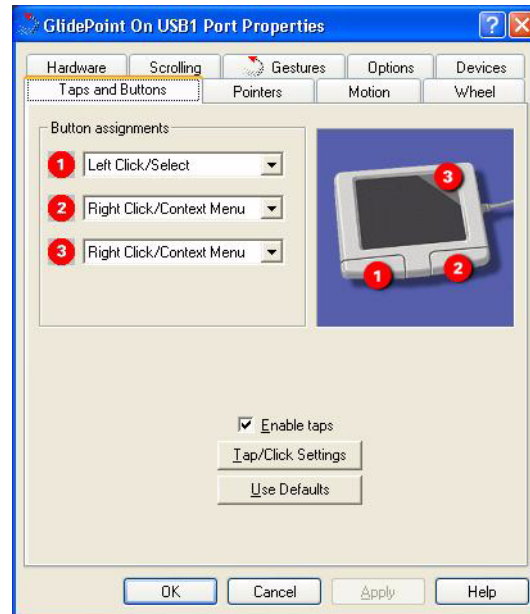 GlidePoint On USB1 Port Properties
Hardware Scrolling Gestures Options Devices
Taps and Buttons Pointers Motion Wheel
Button assignments
1 Left Click/Select
2 Right Click/Context Menu
3 Right Click/Context Menu
3
1 2
Enable taps
Tap/Click Settings
Use Defaults
OK Cancel Apply Help